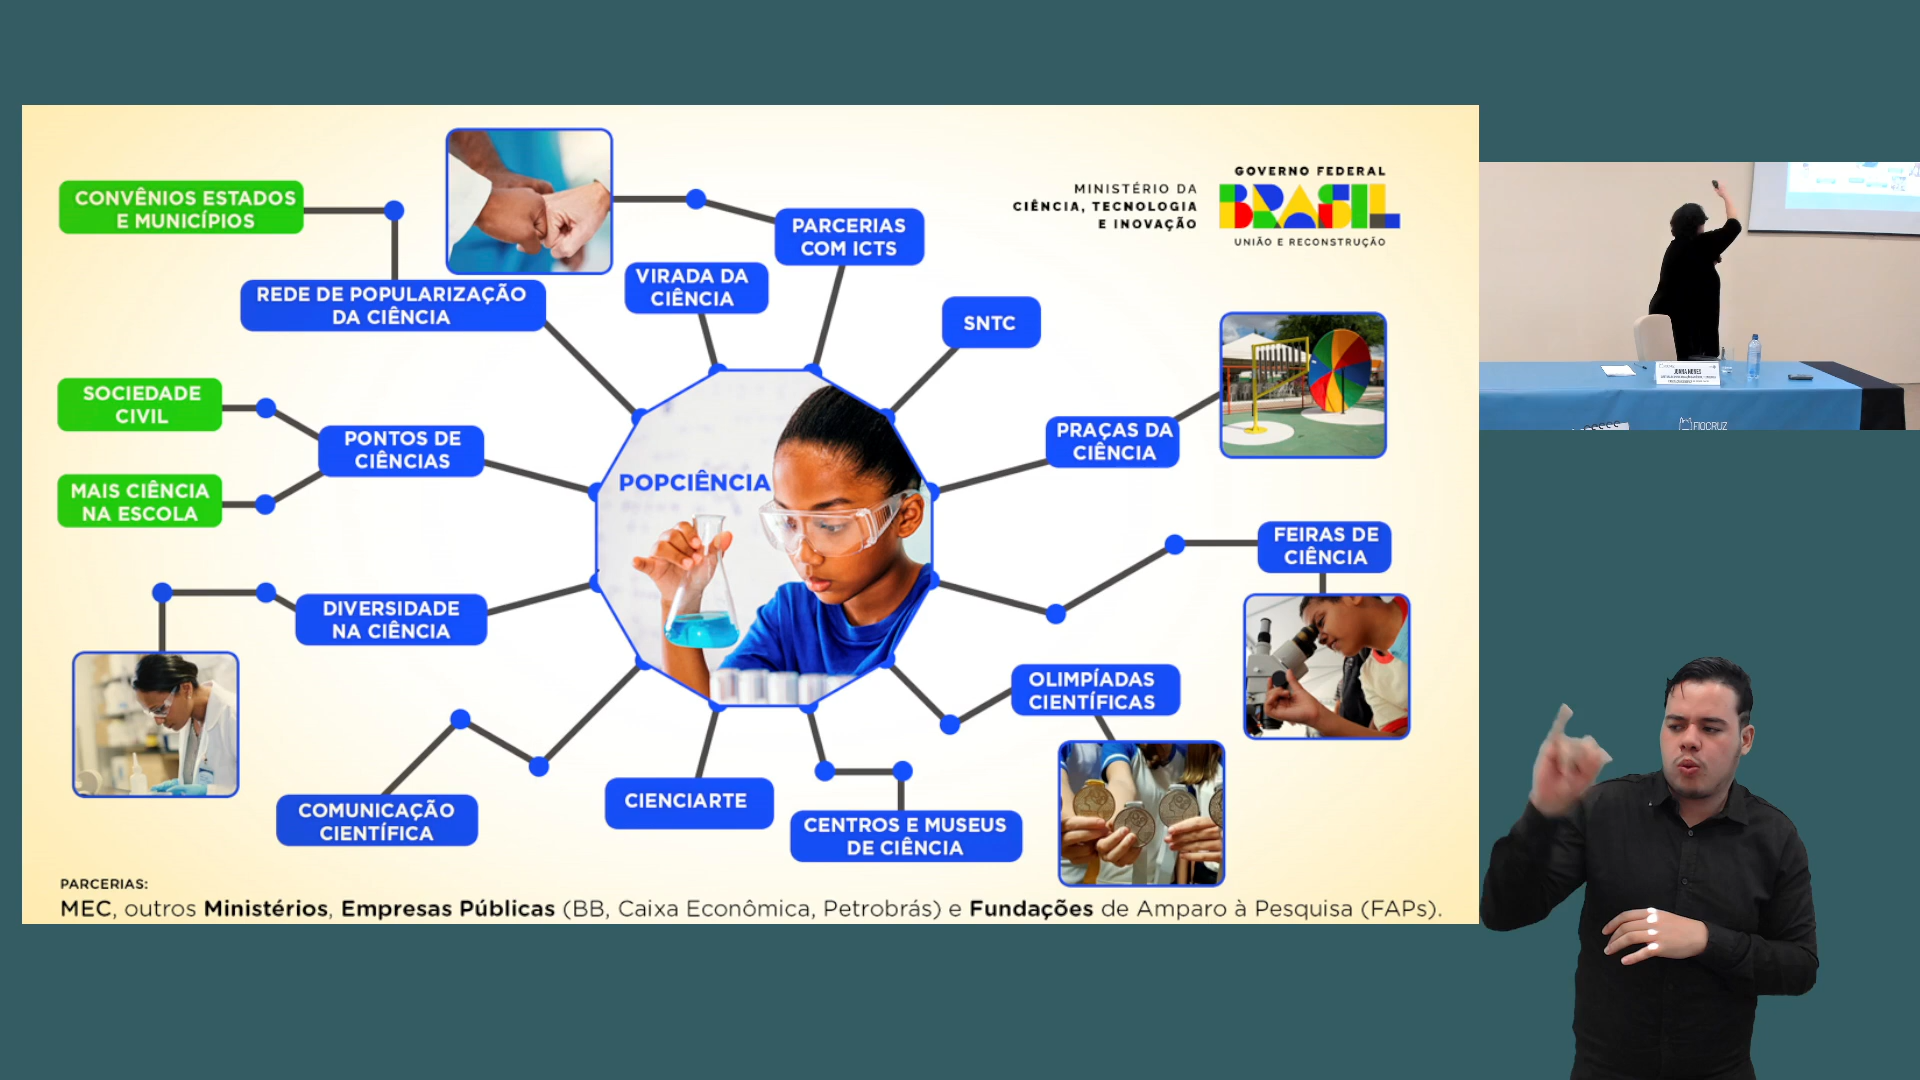 GOVERNO FEDERAL
BRASIL
UNIÃO E RECONSTRUÇÃO
MINISTÉRIO DA
CIÊNCIA, TECNOLOGIA
E INOVAÇÃO
CONVÊNIOS ESTADOS
E MUNICÍPIOS
REDE DE POPULARIZAÇÃO
DA CIÊNCIA
PARCERIAS
COM ICTS
VIRADA DA
CIÊNCIA
SNTC
SOCIEDADE
CIVIL
PONTOS DE
CIÊNCIAS
MAIS CIÊNCIA
NA ESCOLA
POPCIÊNCIA
PRAÇAS DA
CIÊNCIA
FEIRAS DE
CIÊNCIA
DIVERSIDADE
NA CIÊNCIA
OLIMPÍADAS
CIENTÍFICAS
COMUNICAÇÃO
CIENTÍFICA
CIENCIARTE
CENTROS E MUSEUS
DE CIÊNCIA
PARCERIAS:
MEC, outros Ministérios, Empresas Públicas (BB, Caixa Econômica, Petrobrás) e Fundações de Amparo à Pesquisa (FAPs).
FIOCRUZ